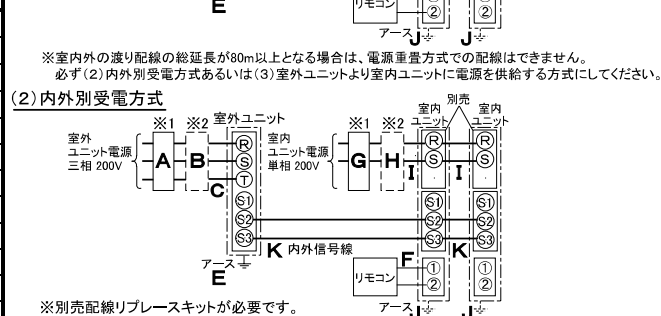 E
リモコン ②
②
アース J J
※室内外の渡り配線の総延長が80m以上となる場合は、電源重畳方式での配線はできません。
必ず(2)内外別受電方式あるいは(3)室外ユニットより室内ユニットに電源を供給する方式にしてください。
(2)内外別受電方式
室外ユニット
別売
室内ユニット
室内ユニット
※1 ※2
※1 ※2
室外
ユニット電源
三相 200V
A B C
R
S
T
S1
S2
S3
室内
ユニット電源
単相 200V
G H I I
R
S
S1
S2
S3
R
S
S1
S2
S3
K 内外信号線
K
アース
E
リモコン
F
①
②
①
②
アース J J
※別売配線リプレースキットが必要です。